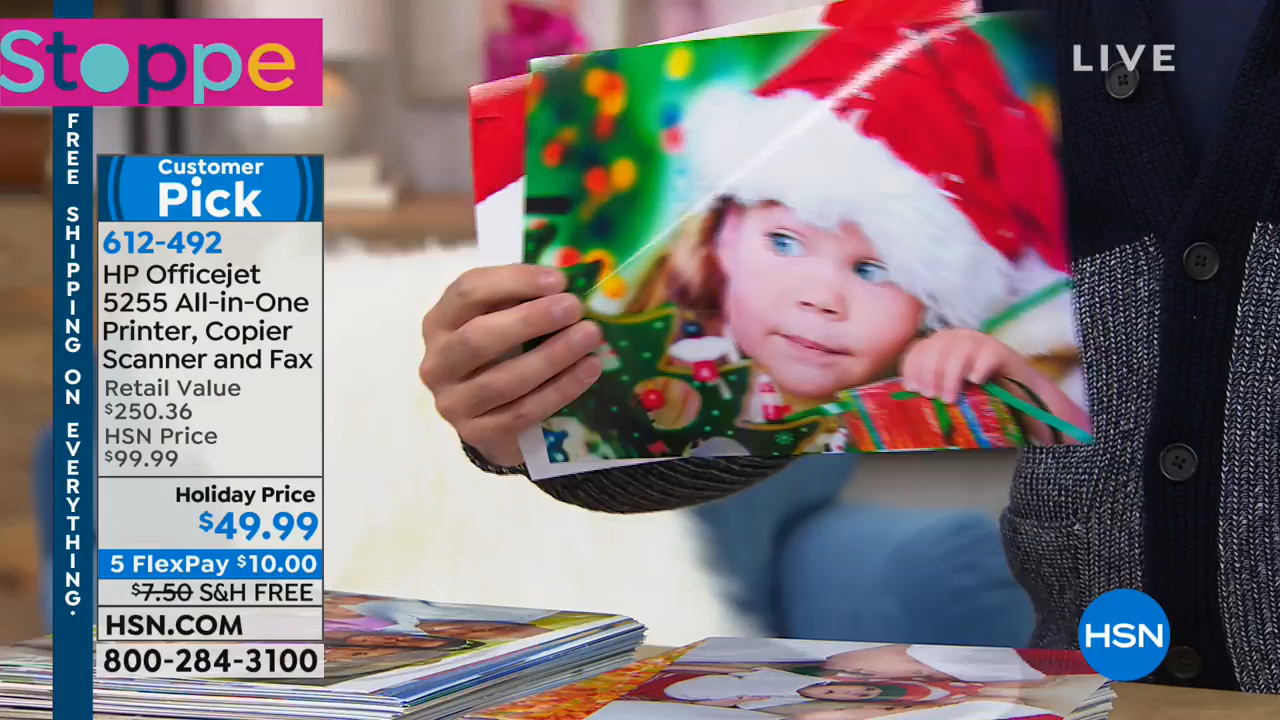 Stoppe
LIVE
FREE SHIPPING ON EVERYTHING.*
Customer
Pick
612-492
HP Officejet
5255 All-in-One
Printer, Copier
Scanner and Fax
Retail Value
$250.36
HSN Price
$99.99
Holiday Price
$49.99
5 FlexPay $10.00
$7.50 S&H FREE
HSN.COM
800-284-3100
HSN